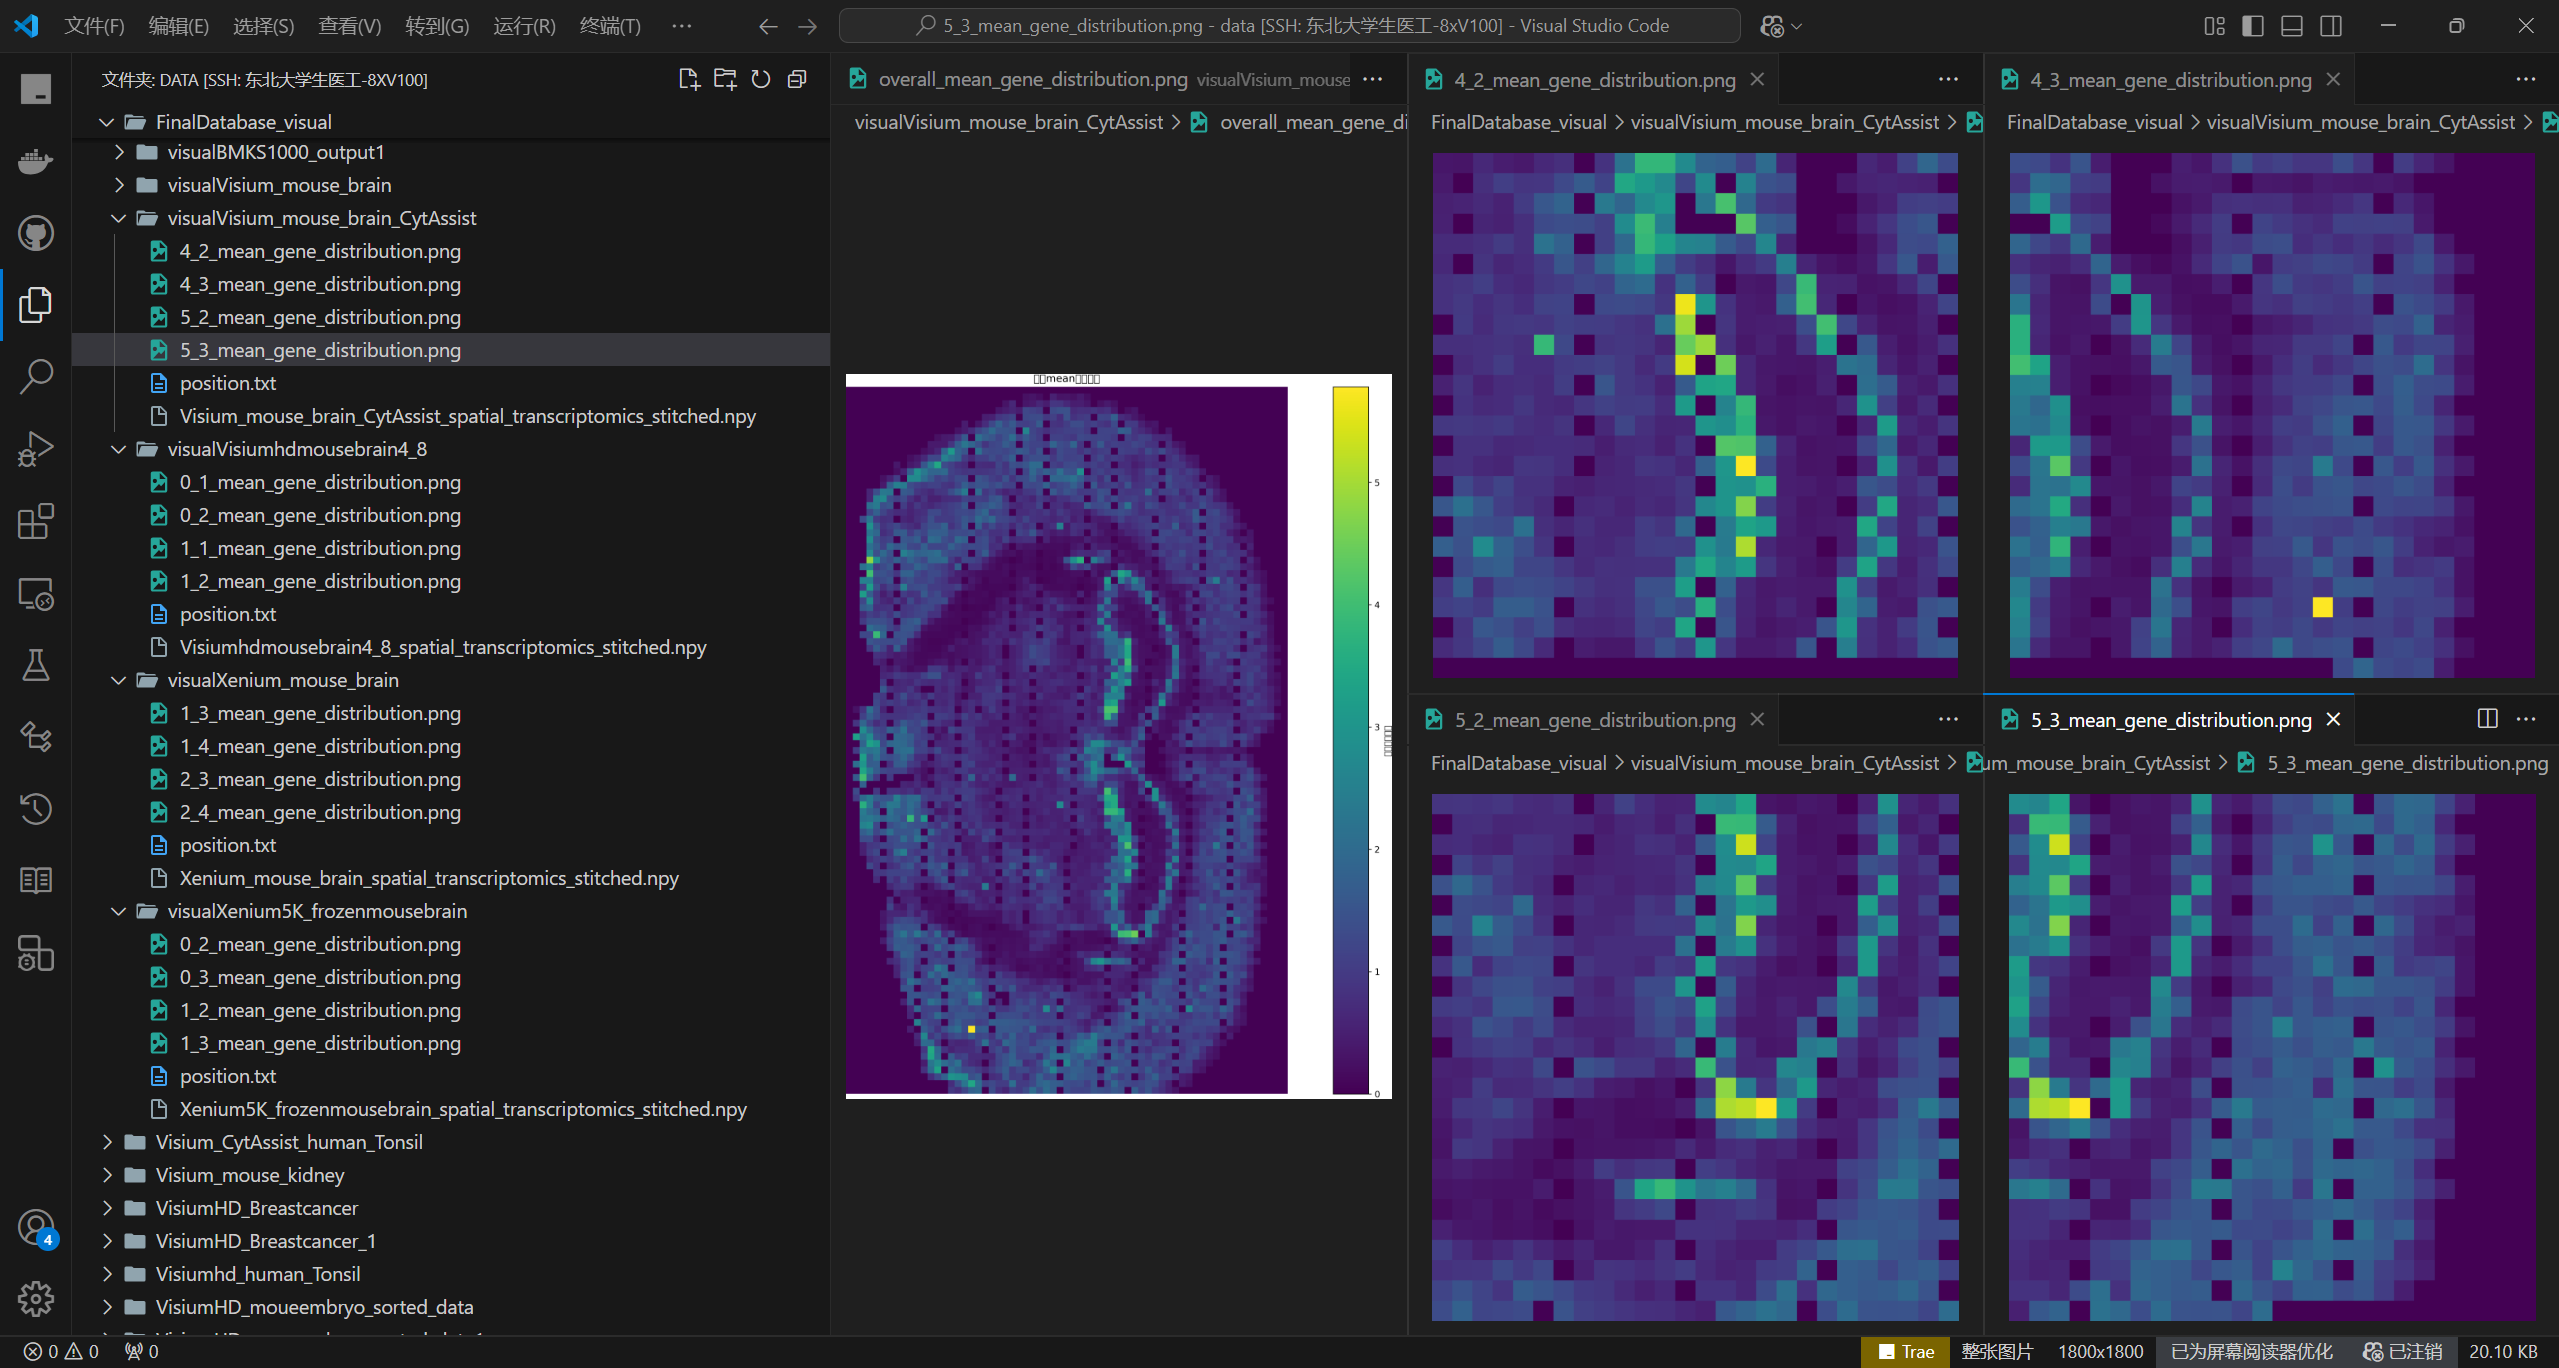 文件(F) 编辑(E) 选择(S) 查看(V) 转到(G) 运行(R) 终端(T) ···
5_3_mean_gene_distribution.png - data [SSH: 东北大学生医工-8xV100] - Visual Studio Code
文件夹: DATA [SSH: 东北大学生医工-8XV100]
FinalDatabase_visual
visualBMKS1000_output1
visualVisium_mouse_brain
visualVisium_mouse_brain_CytAssist
4_2_mean_gene_distribution.png
4_3_mean_gene_distribution.png
5_2_mean_gene_distribution.png
5_3_mean_gene_distribution.png
position.txt
Visium_mouse_brain_CytAssist_spatial_transcriptomics_stitched.npy
visualVisiumhdmousebrain4_8
0_1_mean_gene_distribution.png
0_2_mean_gene_distribution.png
1_1_mean_gene_distribution.png
1_2_mean_gene_distribution.png
position.txt
Visiumhdmousebrain4_8_spatial_transcriptomics_stitched.npy
visualXenium_mouse_brain
1_3_mean_gene_distribution.png
1_4_mean_gene_distribution.png
2_3_mean_gene_distribution.png
2_4_mean_gene_distribution.png
position.txt
Xenium_mouse_brain_spatial_transcriptomics_stitched.npy
visualXenium5K_frozenmousebrain
0_2_mean_gene_distribution.png
0_3_mean_gene_distribution.png
1_2_mean_gene_distribution.png
1_3_mean_gene_distribution.png
position.txt
Xenium5K_frozenmousebrain_spatial_transcriptomics_stitched.npy
Visium_CytAssist_human_Tonsil
Visium_mouse_kidney
VisiumHD_Breastcancer
VisiumHD_Breastcancer_1
Visiumhd_human_Tonsil
VisiumHD_moueembryo_sorted_data
4
overall_mean_gene_distribution.png visualVisium_mouse
visualVisium_mouse_brain_CytAssist > overall_mean_gene_di
mean
5
4
3
2
1
0
4_2_mean_gene_distribution.png
FinalDatabase_visual > visualVisium_mouse_brain_CytAssist >
4_3_mean_gene_distribution.png
FinalDatabase_visual > visualVisium_mouse_brain_CytAssist >
5_2_mean_gene_distribution.png
FinalDatabase_visual > visualVisium_mouse_brain_CytAssist >
5_3_mean_gene_distribution.png
um_mouse_brain_CytAssist > 5_3_mean_gene_distribution.png
0 0 0
Trae 整张图片 1800x1800 已为屏幕阅读器优化 已注销 20.10 KB